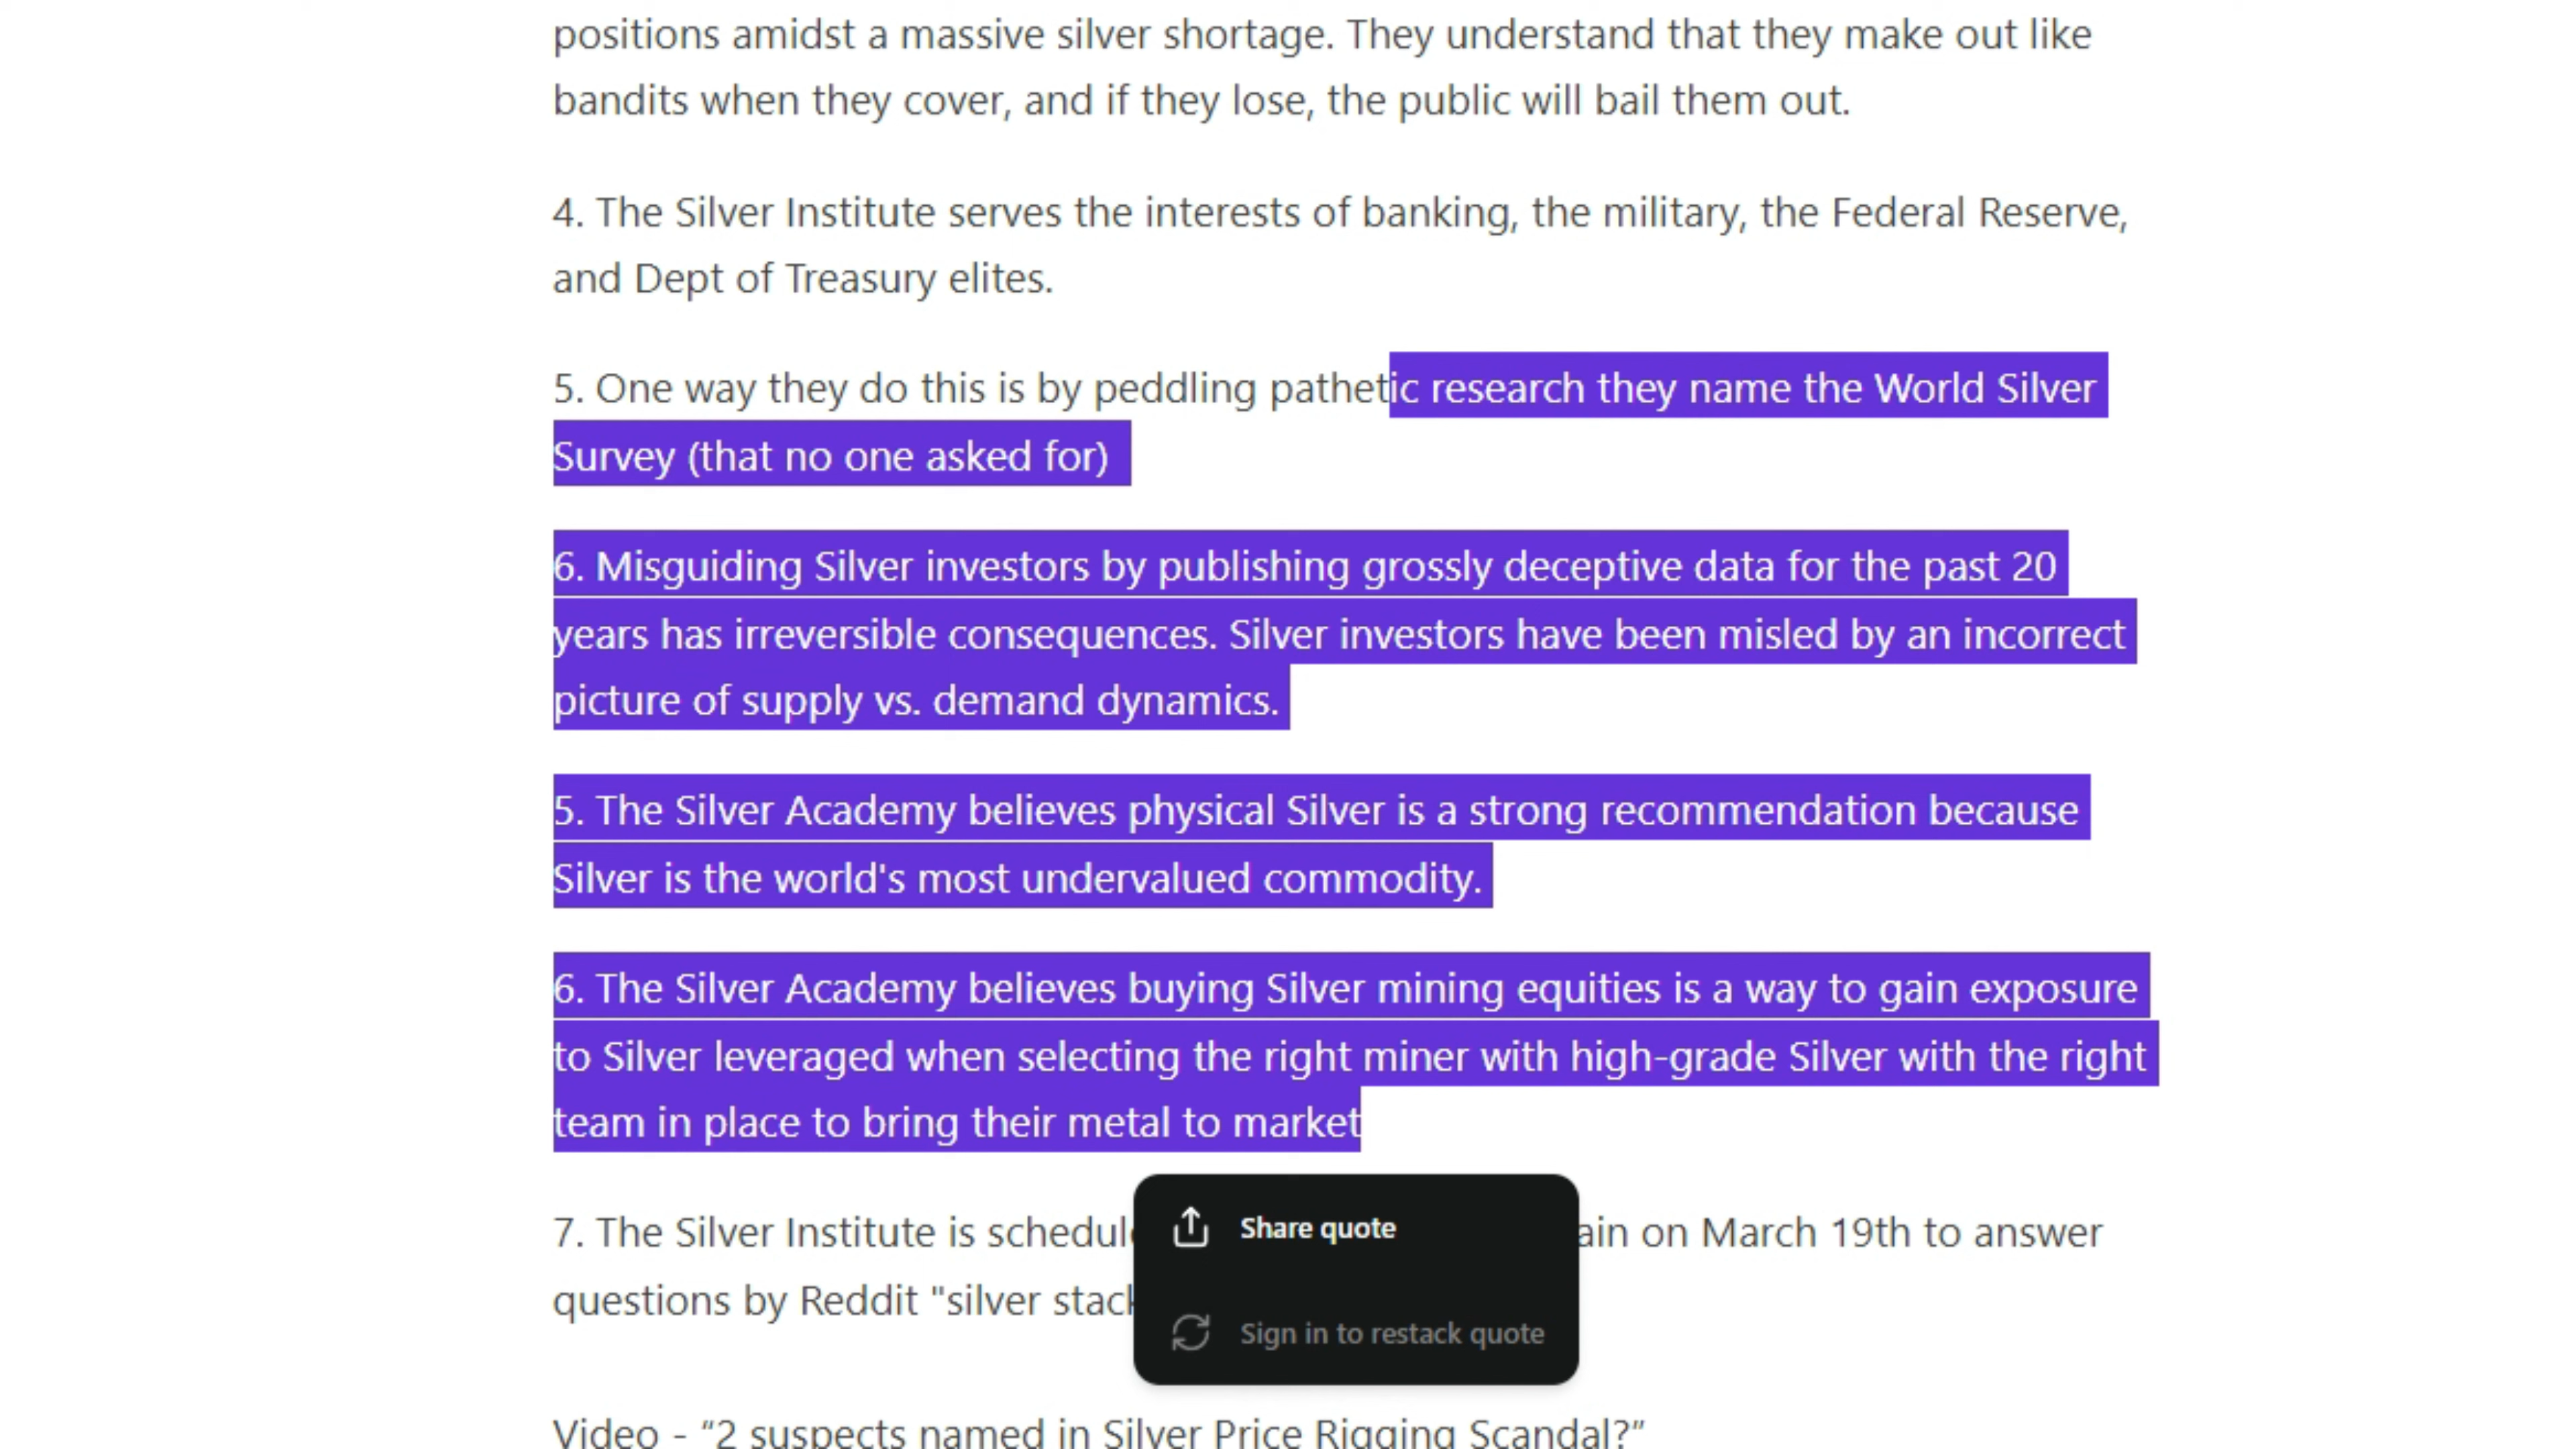 positions amidst a massive silver shortage. They understand that they make out like
bandits when they cover, and if they lose, the public will bail them out.
4. The Silver Institute serves the interests of banking, the military, the Federal Reserve,
and Dept of Treasury elites.
5. One way they do this is by peddling pathetic research they name the World Silver
Survey (that no one asked for)
6. Misguiding Silver investors by publishing grossly deceptive data for the past 20
years has irreversible consequences. Silver investors have been misled by an incorrect
picture of supply vs. demand dynamics.
5. The Silver Academy believes physical Silver is a strong recommendation because
Silver is the world's most undervalued commodity.
6. The Silver Academy believes buying Silver mining equities is a way to gain exposure
to Silver leveraged when selecting the right miner with high-grade Silver with the right
team in place to bring their metal to market
7. The Silver Institute is on March 19th to answer
questions by Reddit "silver
Share quote
Sign in to restack quote
Video - “2 suspects named in Silver Price Rigging Scandal?”